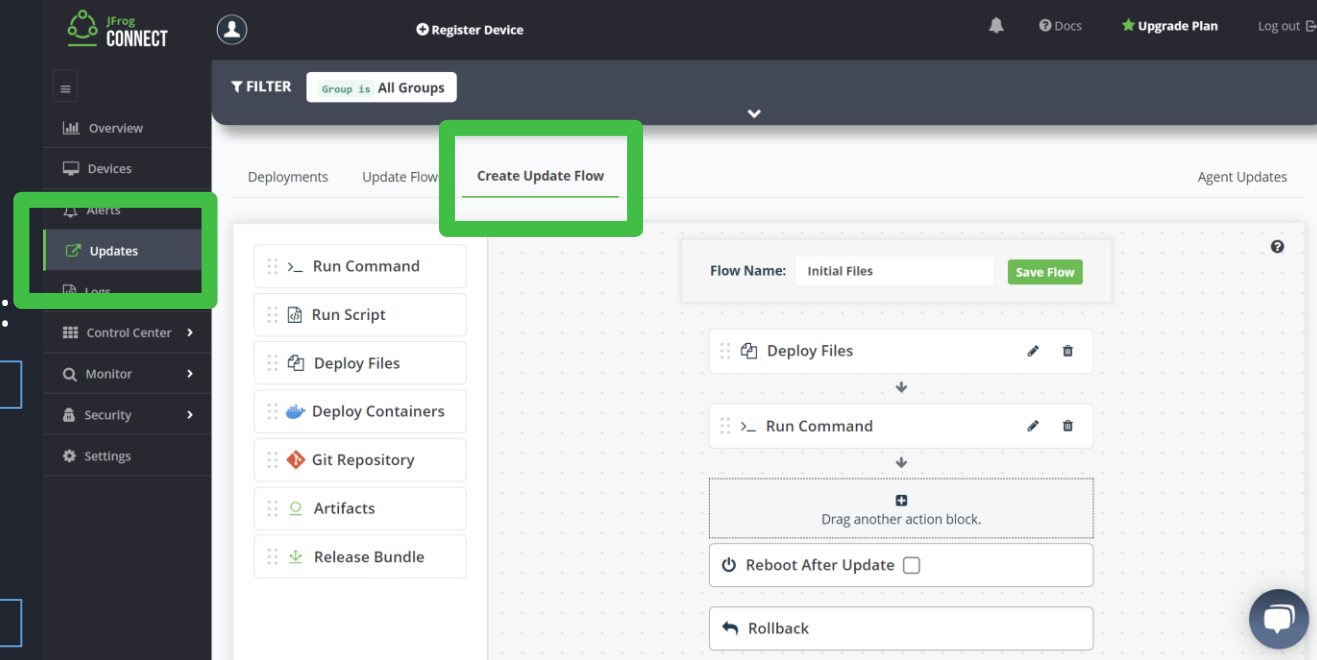 JFrog
CONNECT
Register Device
Docs
Upgrade Plan
Log out
FILTER
Group is All Groups
Overview
Devices
Alerts
Updates
Logs
Control Center
Monitor
Security
Settings
Deployments
Update Flow
Create Update Flow
Agent Updates
Run Command
Run Script
Deploy Files
Deploy Containers
Git Repository
Artifacts
Release Bundle
Flow Name: Initial Files
Save Flow
Deploy Files
Run Command
Drag another action block.
Reboot After Update
Rollback